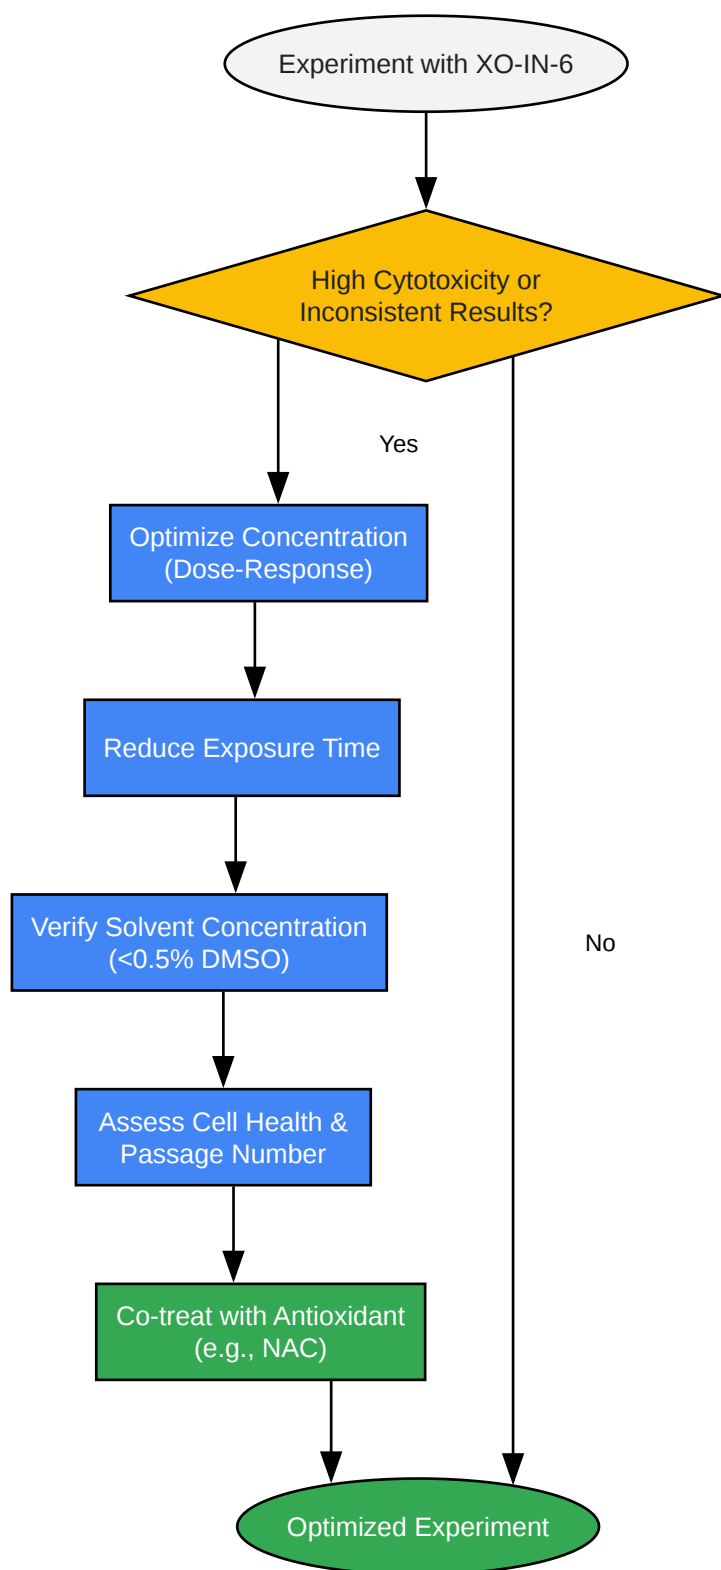 Experiment with XO-IN-6
High Cytotoxicity or
Inconsistent Results?
Yes
Optimize Concentration
(Dose-Response)
Reduce Exposure Time
Verify Solvent Concentration
(<0.5% DMSO)
No
Assess Cell Health &
Passage Number
Co-treat with Antioxidant
(e.g., NAC)
Optimized Experiment